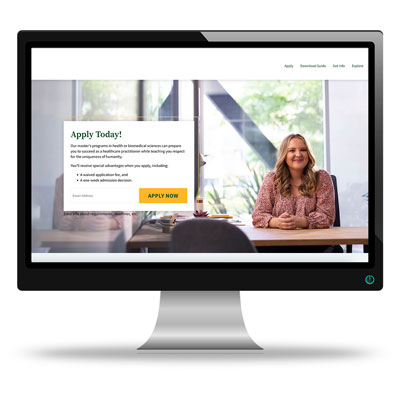 Apply   Download Guide   Get Info   Explore
Apply Today!
Our master's programs in health or biomedical sciences can prepare
you to succeed as a healthcare practitioner while teaching you respect
for the uniqueness of humanity.
You'll receive special advantages when you apply, including:
• A waived application fee, and
• A one-week admission decision.
Email Address   APPLY NOW